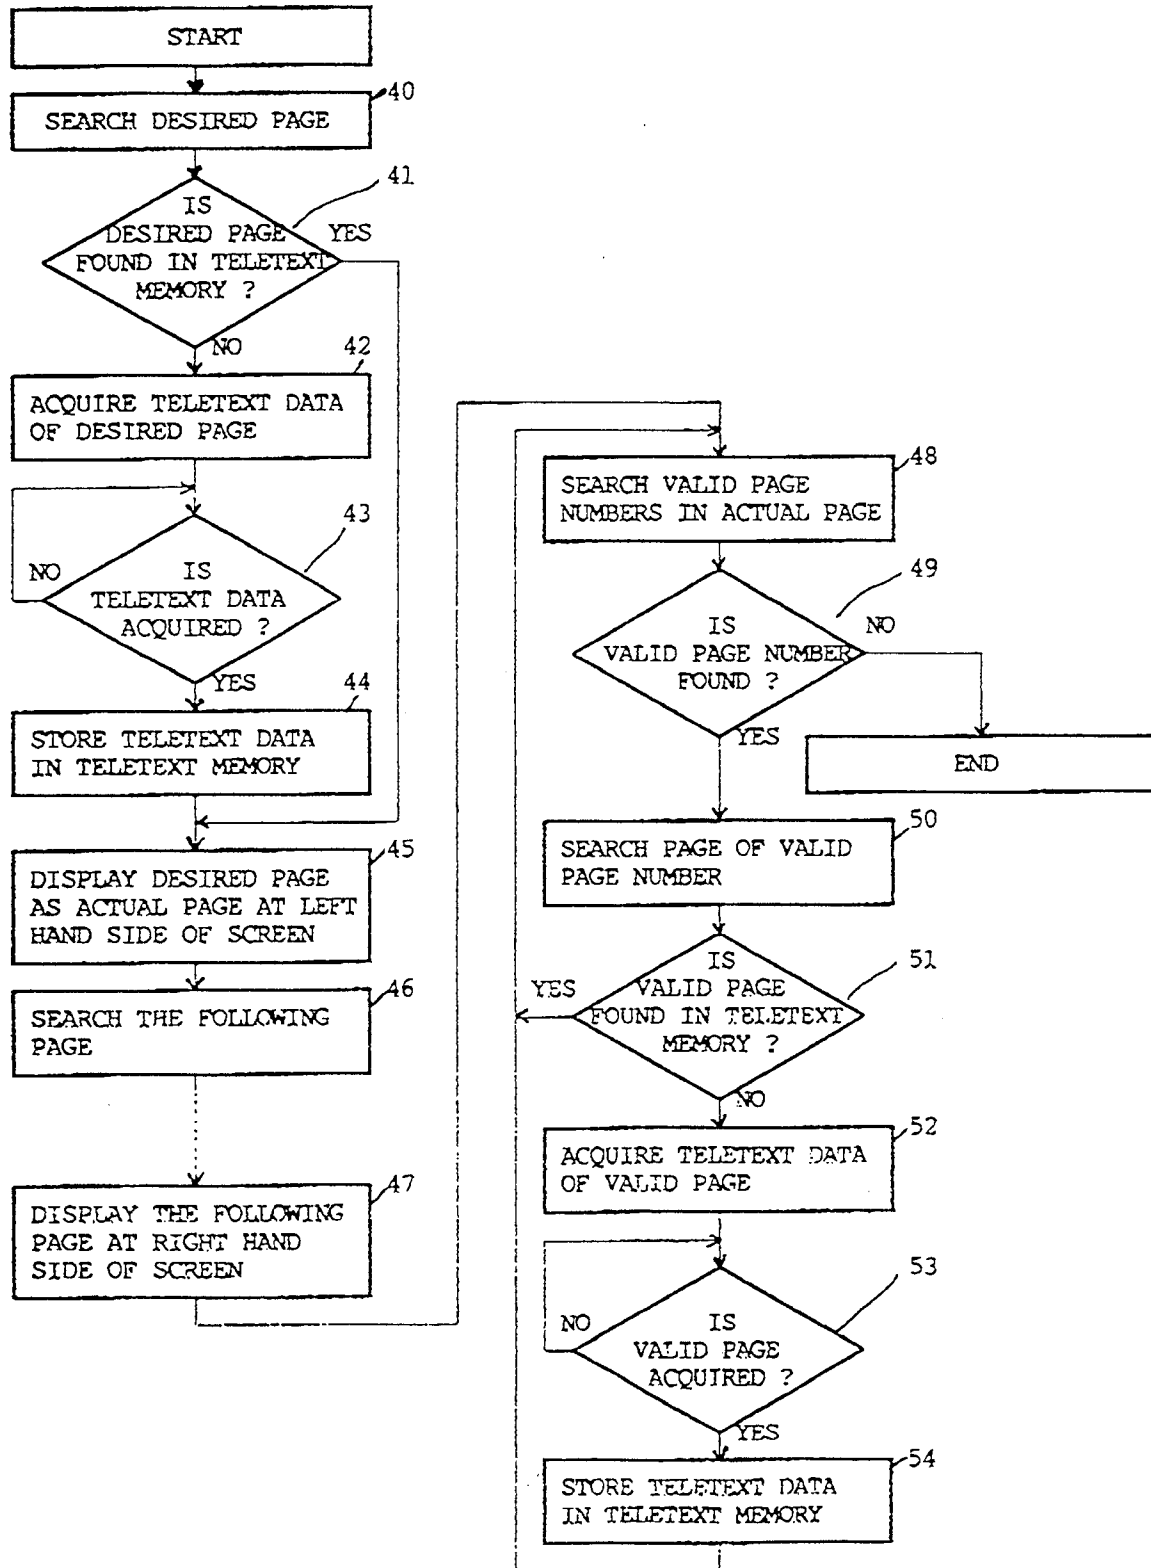 START
40
SEARCH DESIRED PAGE
41
IS
DESIRED PAGE
FOUND IN TELETEXT
MEMORY ?
YES
NO
42
ACQUIRE TELETEXT DATA
OF DESIRED PAGE
43
NO
IS
TELETEXT DATA
ACQUIRED ?
YES
44
STORE TELETEXT DATA
IN TELETEXT MEMORY
45
DISPLAY DESIRED PAGE
AS ACTUAL PAGE AT LEFT
HAND SIDE OF SCREEN
46
SEARCH THE FOLLOWING
PAGE
47
DISPLAY THE FOLLOWING
PAGE AT RIGHT HAND
SIDE OF SCREEN
48
SEARCH VALID PAGE
NUMBERS IN ACTUAL PAGE
49
IS
VALID PAGE NUMBER
FOUND ?
NO
YES
END
50
SEARCH PAGE OF VALID
PAGE NUMBER
51
YES
IS
VALID PAGE
FOUND IN TELETEXT
MEMORY ?
NO
52
ACQUIRE TELETEXT DATA
OF VALID PAGE
53
NO
IS
VALID PAGE
ACQUIRED ?
YES
54
STORE TELETEXT DATA
IN TELETEXT MEMORY